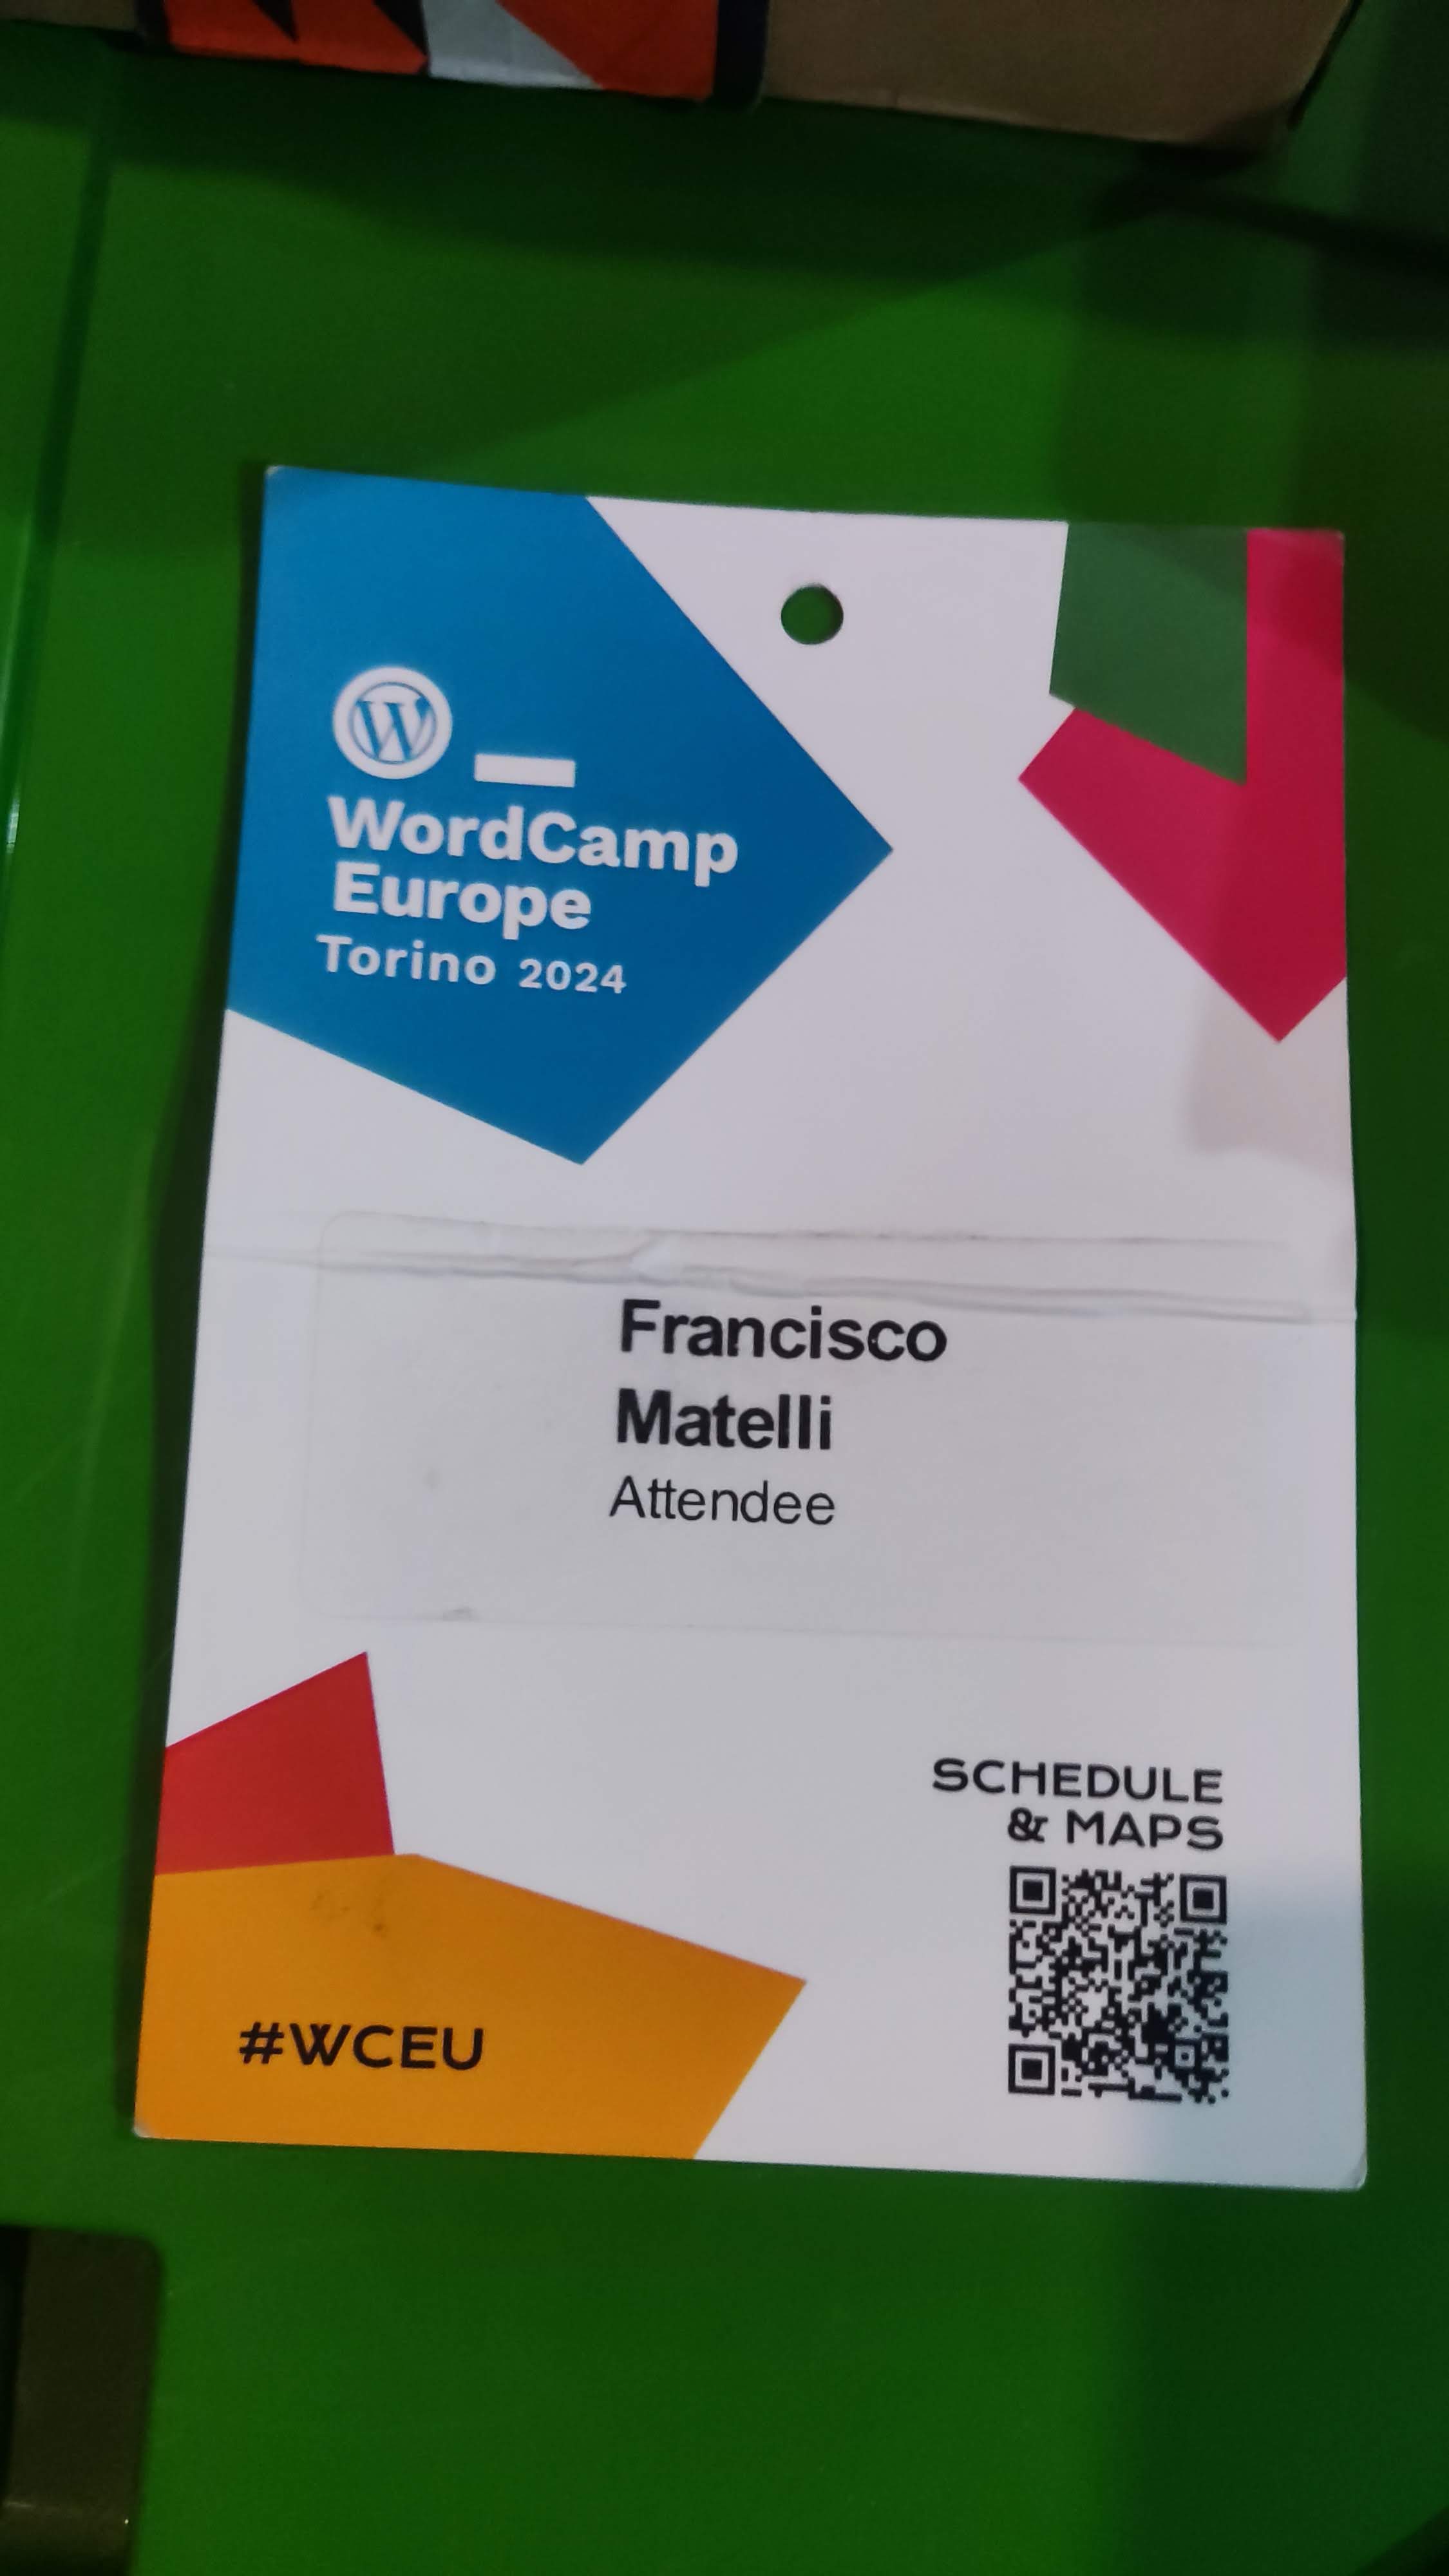 W
WordCamp
Europe
Torino 2024
Francisco
Matelli
Attendee
SCHEDULE
& MAPS
#WCEU